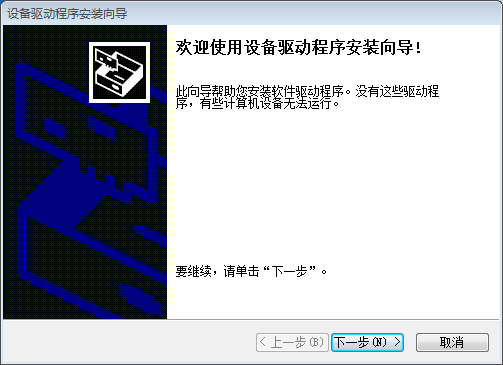 设备驱动程序安装向导
欢迎使用设备驱动程序安装向导！
此向导帮助您安装软件驱动程序。没有这些驱动程
序，有些计算机设备无法运行。
要继续，请单击“下一步”。
< 上一步(B) 下一步(N) > 取消